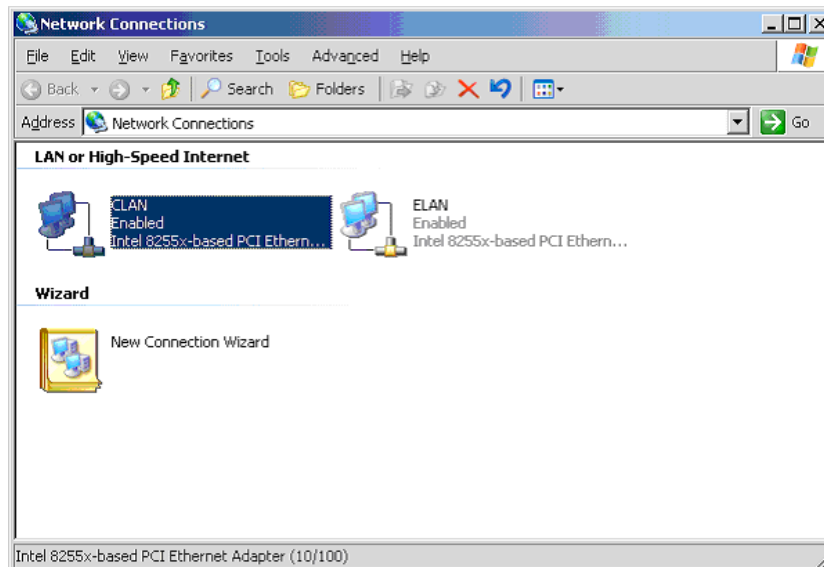 Network Connections
File Edit View Favorites Tools Advanced Help
Back Search Folders
Address Network Connections Go
LAN or High-Speed Internet
CLAN
Enabled
Intel 8255x-based PCI Ethern...
ELAN
Enabled
Intel 8255x-based PCI Ethern...
Wizard
New Connection Wizard
Intel 8255x-based PCI Ethernet Adapter (10/100)